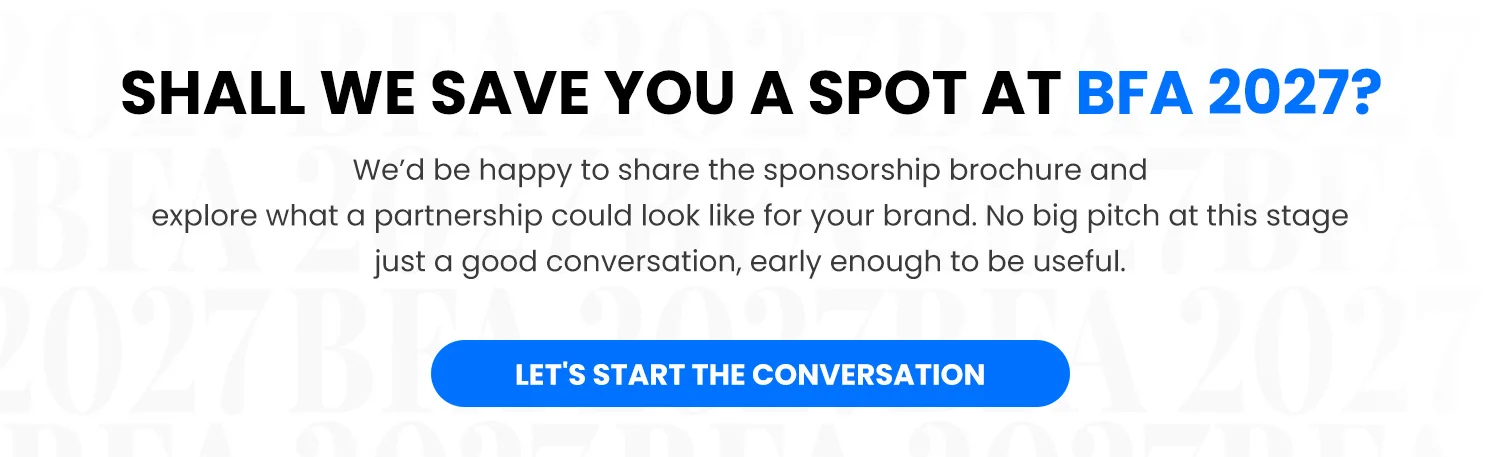 SHALL WE SAVE YOU A SPOT AT BFA 2027?
We’d be happy to share the sponsorship brochure and
explore what a partnership could look like for your brand. No big pitch at this stage
just a good conversation, early enough to be useful.
LET'S START THE CONVERSATION